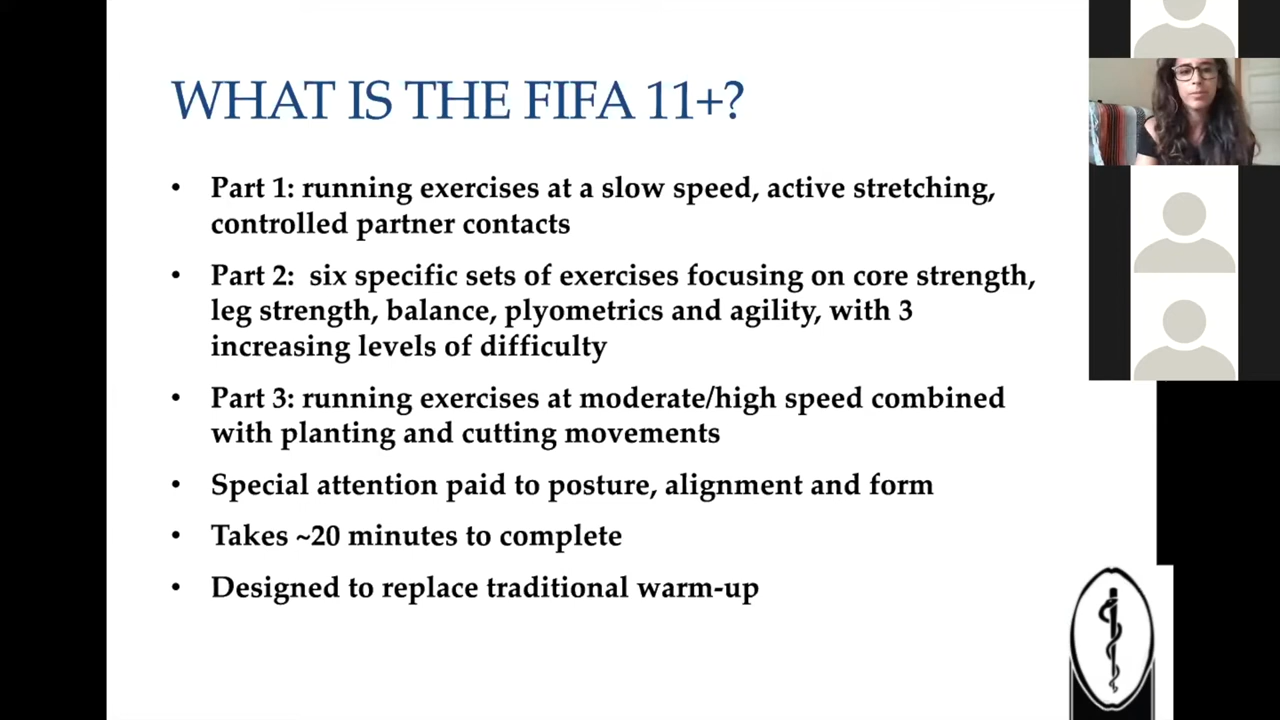 WHAT IS THE FIFA 11+?
• Part 1: running exercises at a slow speed, active stretching,
controlled partner contacts
• Part 2:  six specific sets of exercises focusing on core strength,
leg strength, balance, plyometrics and agility, with 3
increasing levels of difficulty
• Part 3: running exercises at moderate/high speed combined
with planting and cutting movements
• Special attention paid to posture, alignment and form
• Takes ~20 minutes to complete
• Designed to replace traditional warm-up